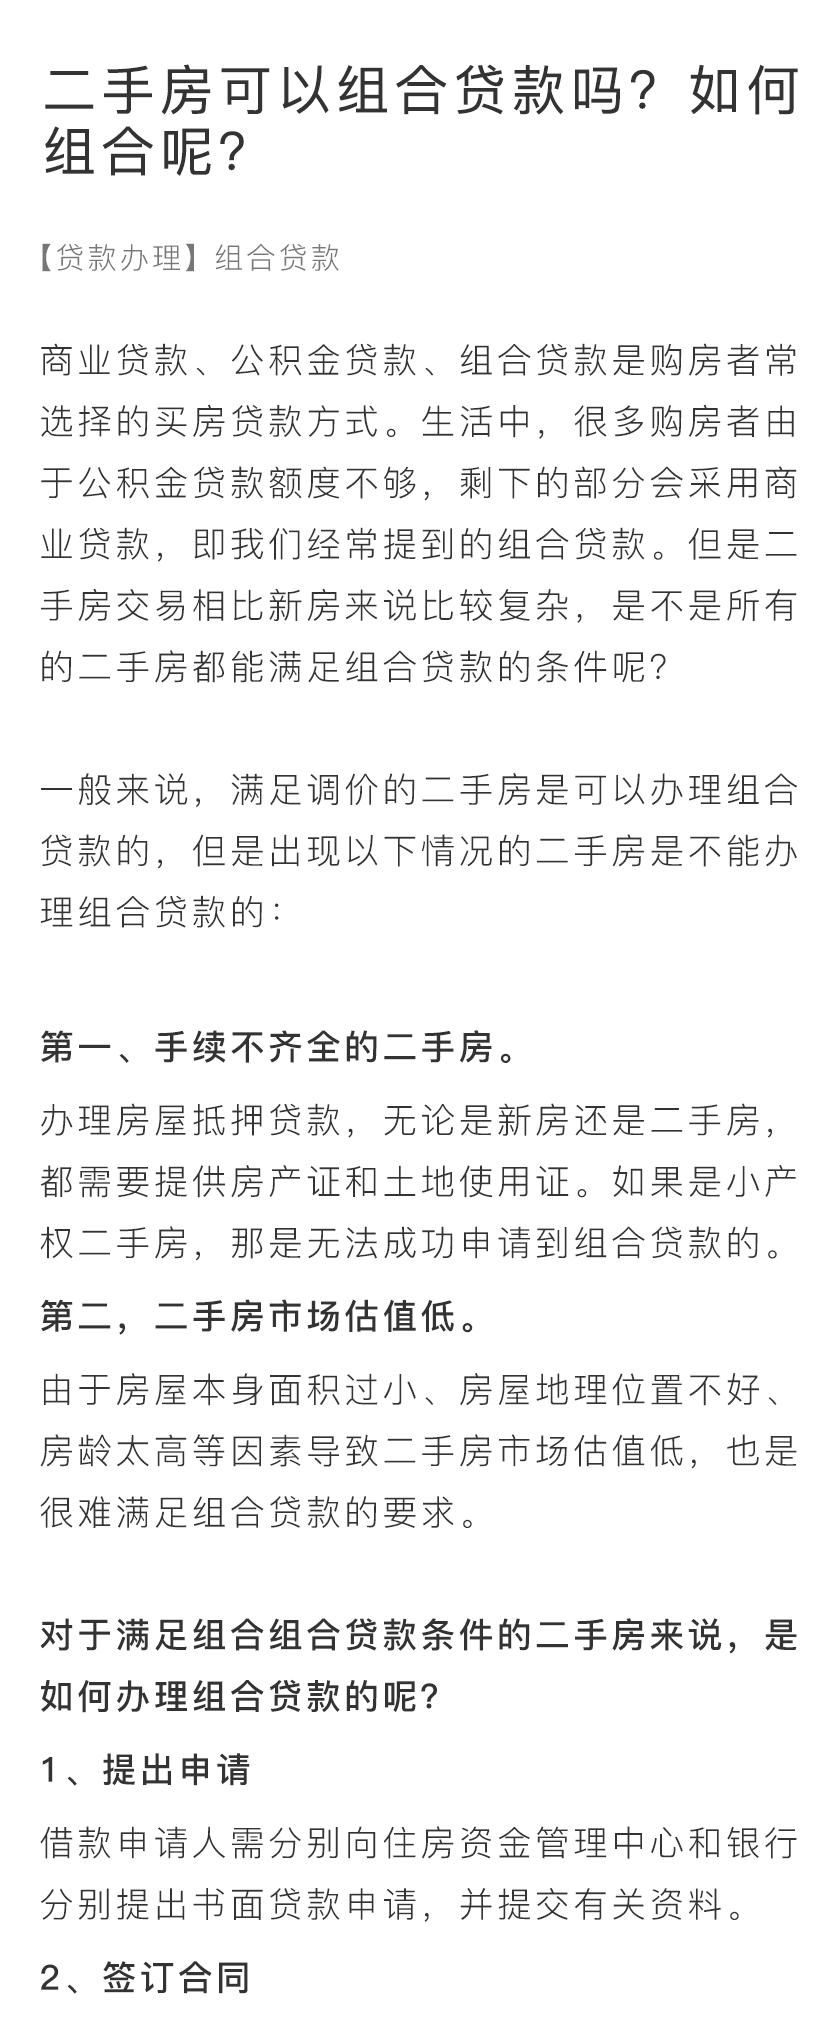 二手房可以组合贷款吗？如何
组合呢？
【贷款办理】组合贷款
商业贷款、公积金贷款、组合贷款是购房者常
选择的买房贷款方式。生活中，很多购房者由
于公积金贷款额度不够，剩下的部分会采用商
业贷款，即我们经常提到的组合贷款。但是二
手房交易相比新房来说比较复杂，是不是所有
的二手房都能满足组合贷款的条件呢？
一般来说，满足调价的二手房是可以办理组合
贷款的，但是出现以下情况的二手房是不能办
理组合贷款的：
第一、手续不齐全的二手房。
办理房屋抵押贷款，无论是新房还是二手房，
都需要提供房产证和土地使用证。如果是小产
权二手房，那是无法成功申请到组合贷款的。
第二，二手房市场估值低。
由于房屋本身面积过小、房屋地理位置不好、
房龄太高等因素导致二手房市场估值低，也是
很难满足组合贷款的要求。
对于满足组合组合贷款条件的二手房来说，是
如何办理组合贷款的呢？
1、提出申请
借款申请人需分别向住房资金管理中心和银行
分别提出书面贷款申请，并提交有关资料。
2、签订合同